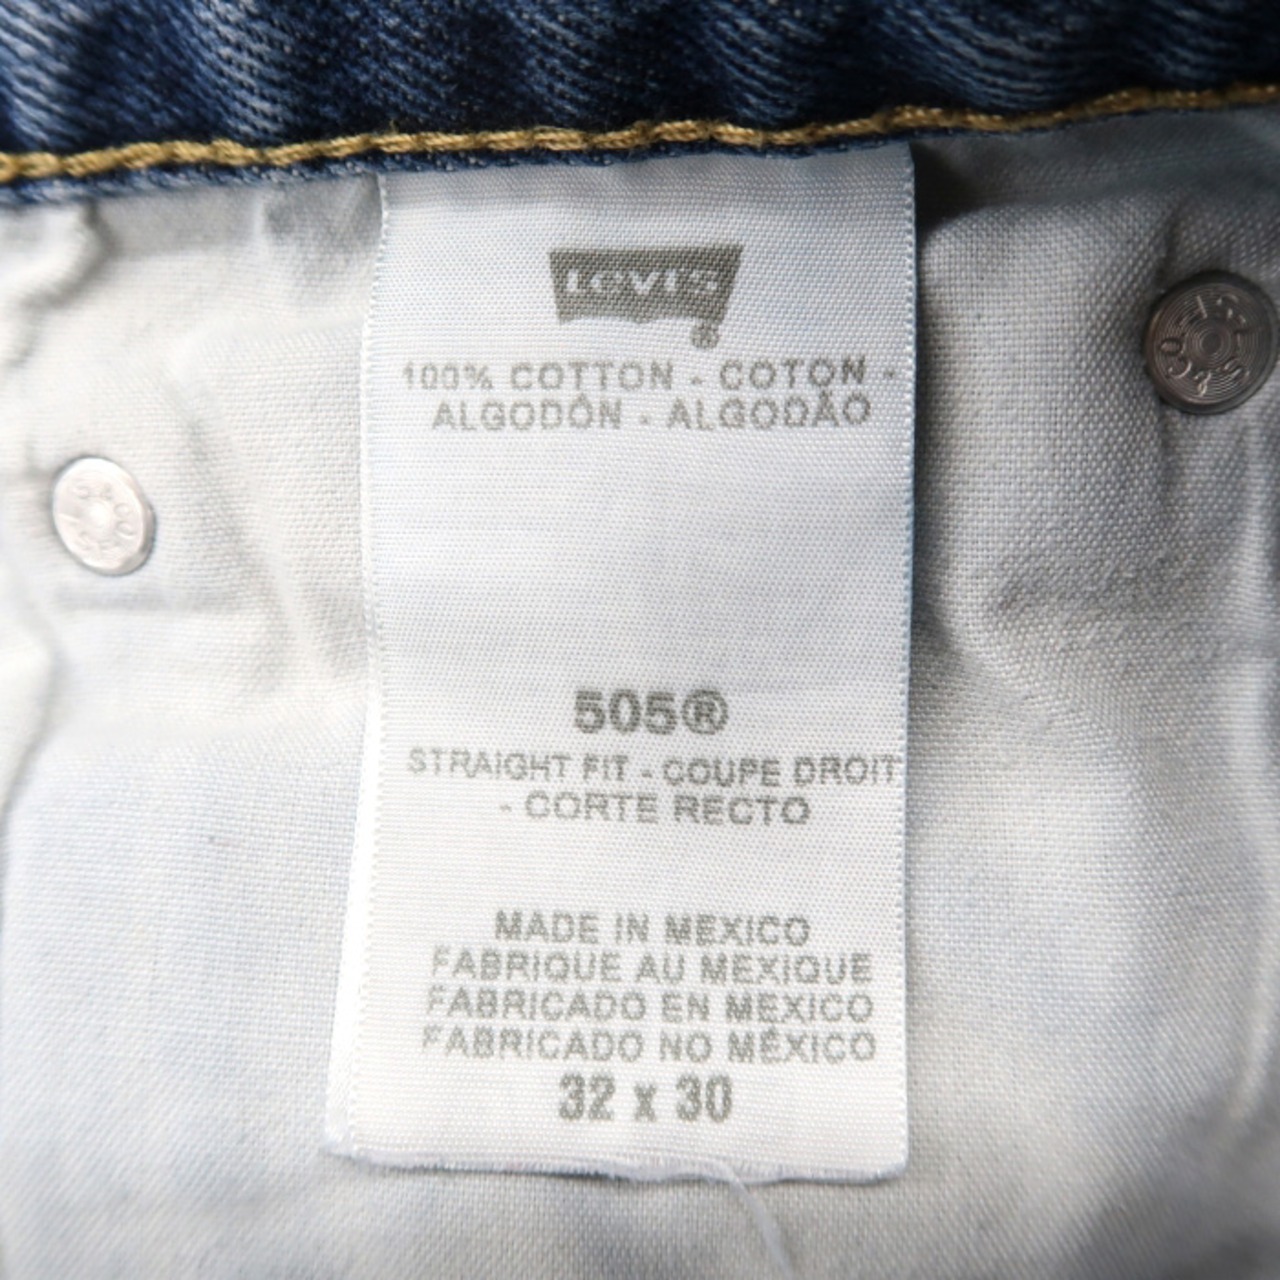 Levi's
®
100% COTTON - COTON -
ALGODÓN - ALGODÃO
505®
STRAIGHT FIT - COUPE DROIT
- CORTE RECTO
MADE IN MEXICO
FABRIQUE AU MEXIQUE
FABRICADO EN MEXICO
FABRICADO NO MÉXICO
32 x 30